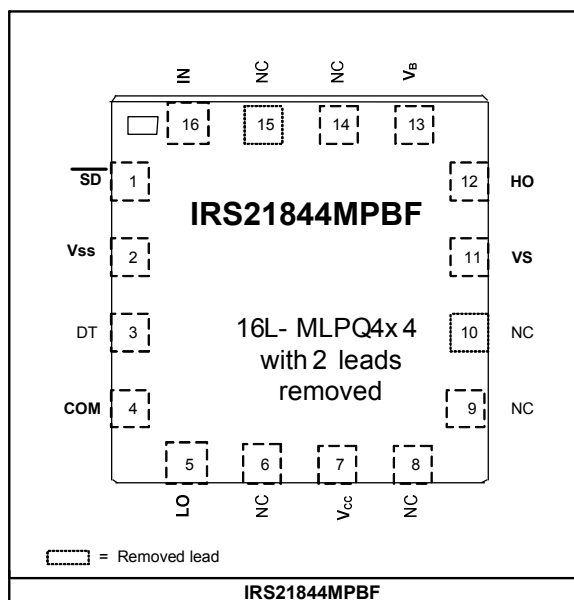 IN NC NC VB
16 15 14 13
SD 1 12 HO
IRS21844MPBF
Vss 2 11 VS
DT 3 10 NC
16L- MLPQ4x 4
with 2 leads
removed
COM 4 9 NC
5 6 7 8
LO NC VCC NC
= Removed lead
IRS21844MPBF